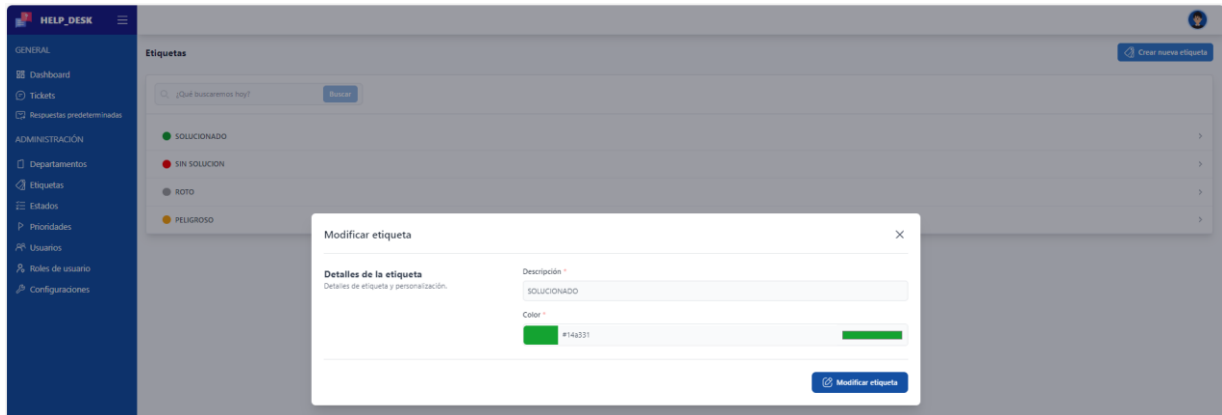 HELP_DESK
GENERAL
Dashboard
Tickets
Respuestas predeterminadas
ADMINISTRACIÓN
Departamentos
Etiquetas
Estados
Prioridades
Usuarios
Roles de usuario
Configuraciones
Etiquetas
Crear nueva etiqueta
¿Qué buscaremos hoy?
Buscar
SOLUCIONADO
SIN SOLUCION
ROTO
PELIGROSO
Modificar etiqueta
Detalles de la etiqueta
Detalles de etiqueta y personalización.
Descripción *
SOLUCIONADO
Color *
#14a331
Modificar etiqueta